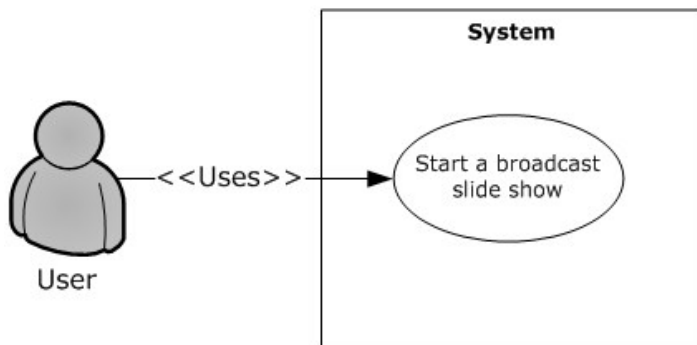 System
Start a broadcast
slide show
<<Uses>>
User